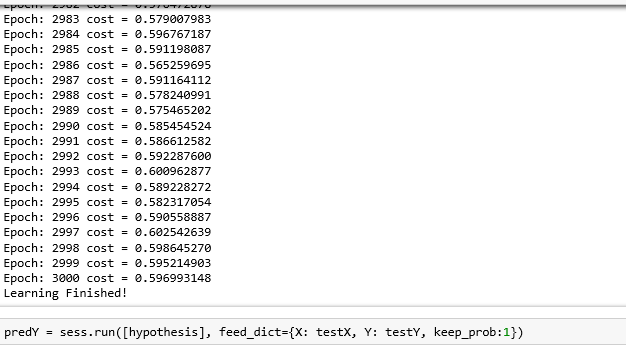 Epoch: 2983 cost = 0.579007983
Epoch: 2984 cost = 0.596767187
Epoch: 2985 cost = 0.591198087
Epoch: 2986 cost = 0.565259695
Epoch: 2987 cost = 0.591164112
Epoch: 2988 cost = 0.578240991
Epoch: 2989 cost = 0.575465202
Epoch: 2990 cost = 0.585454524
Epoch: 2991 cost = 0.586612582
Epoch: 2992 cost = 0.592287600
Epoch: 2993 cost = 0.600962877
Epoch: 2994 cost = 0.589228272
Epoch: 2995 cost = 0.582317054
Epoch: 2996 cost = 0.590558887
Epoch: 2997 cost = 0.602542639
Epoch: 2998 cost = 0.598645270
Epoch: 2999 cost = 0.595214903
Epoch: 3000 cost = 0.596993148
Learning Finished!
predY = sess.run([hypothesis], feed_dict={X: testX, Y: testY, keep_prob:1})